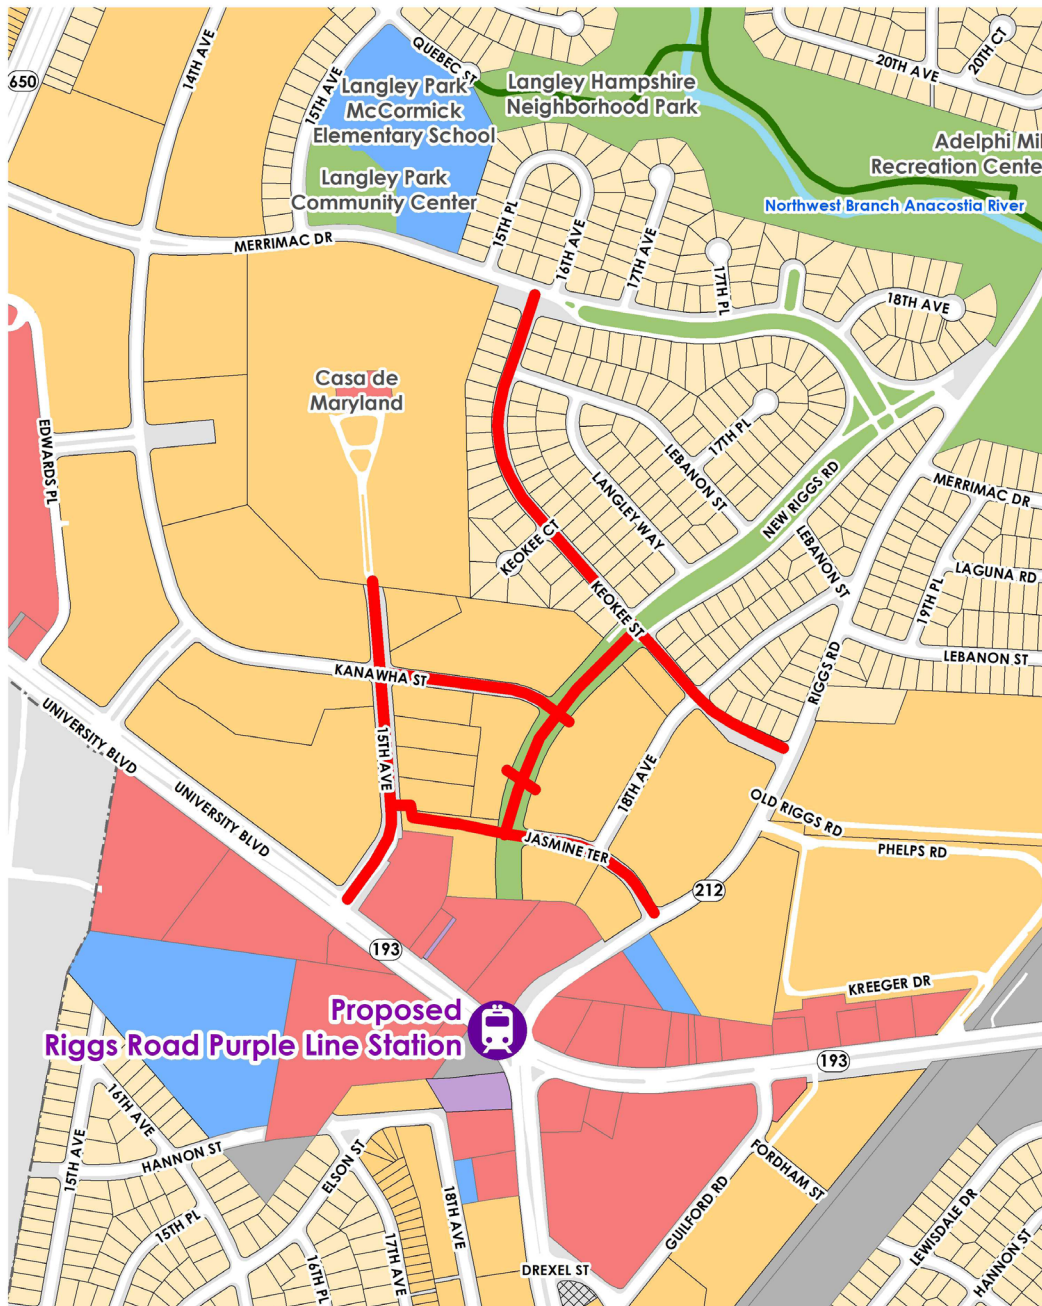 650
14TH AVE
15TH AVE
QUEBEC ST
Langley Park
McCormick
Elementary School
Langley Hampshire
Neighborhood Park
20TH AVE
20TH CT
Adelphi Mil
Recreation Cente
Northwest Branch Anacostia River
Langley Park
Community Center
MERRIMAC DR
15TH PL
16TH AVE
17TH AVE
17TH PL
18TH AVE
Casa de
Maryland
EDWARDS PL
17TH PL
LEBANON ST
LANGLEY WAY
KEOKEE CT
KEOKEE ST
NEW RIGGS RD
LEBANON ST
MERRIMAC DR
LAGUNA RD
19TH PL
LEBANON ST
RIGGS RD
KANAWHA ST
15TH AVE
UNIVERSITY BLVD
UNIVERSITY BLVD
18TH AVE
OLD RIGGS RD
PHELPS RD
JASMINE TER
212
193
KREEGER DR
Proposed
Riggs Road Purple Line Station
193
16TH AVE
15TH AVE
HANNON ST
ELSON ST
15TH PL
16TH PL
17TH AVE
18TH AVE
DREXEL ST
GUILFORD RD
FORDHAM ST
LEWISDALE DR
HANNON ST